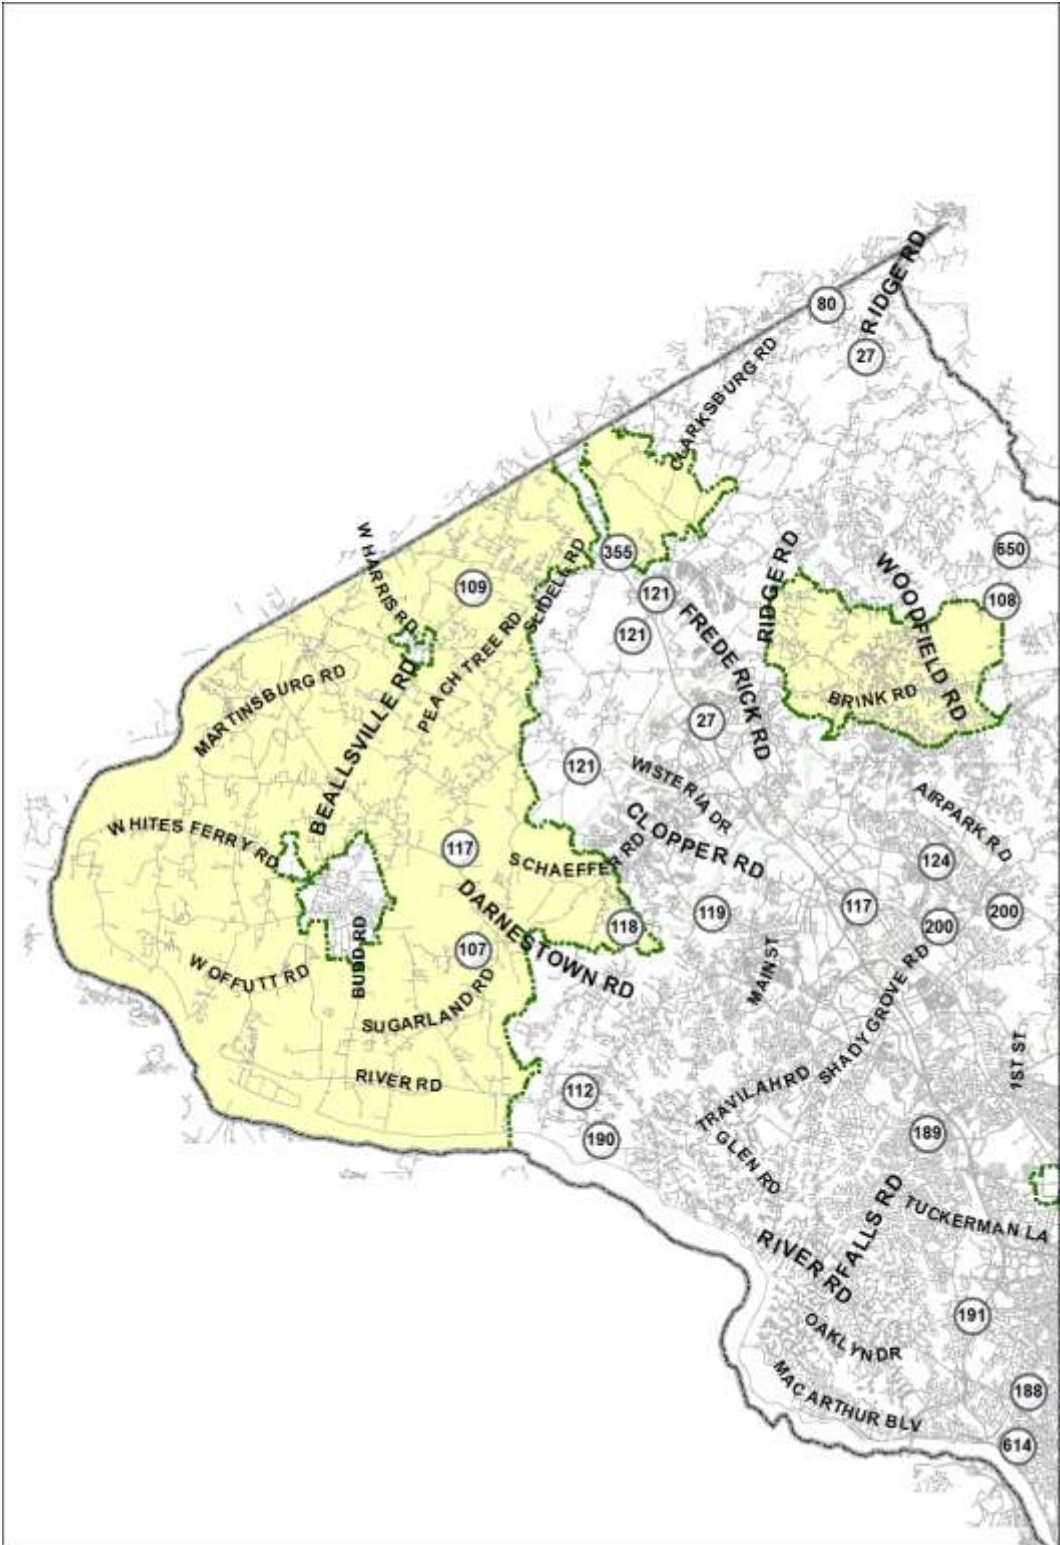 RIDGE RD
80
27
CLARKSBURG RD
W HARRIS RD
355
SLIDELL RD
109
121
RIDGE RD
WOODFIELD RD
650
108
121
FREDERICK RD
PEACH TREE RD
MARTINSBURG RD
BEALLSVILLE RD
BRINK RD
27
121
WISTERIA DR
AIRPARK RD
WHITES FERRY RD
117
SCHAEFFER RD
CLOPPER RD
124
DARNESTOWN RD
118
119
117
200
200
107
BUDD RD
W OFFUTT RD
SUGARLAND RD
MAIN ST
SHADY GROVE RD
RIVER RD
112
TRAVILAH RD
1ST ST
190
GLEN RD
189
FALLS RD
TUCKERMAN LA
RIVER RD
191
OAKLYN DR
MAC ARTHUR BLV
188
614